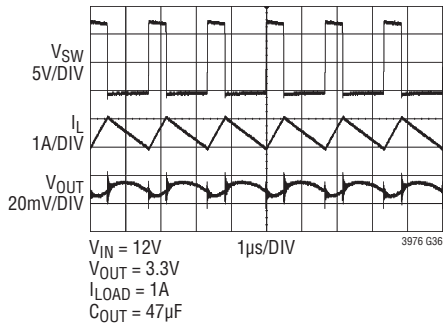 V_SW
5V/DIV
I_L
1A/DIV
V_OUT
20mV/DIV
V_IN = 12V
V_OUT = 3.3V
I_LOAD = 1A
C_OUT = 47µF
1µs/DIV
3976 G36